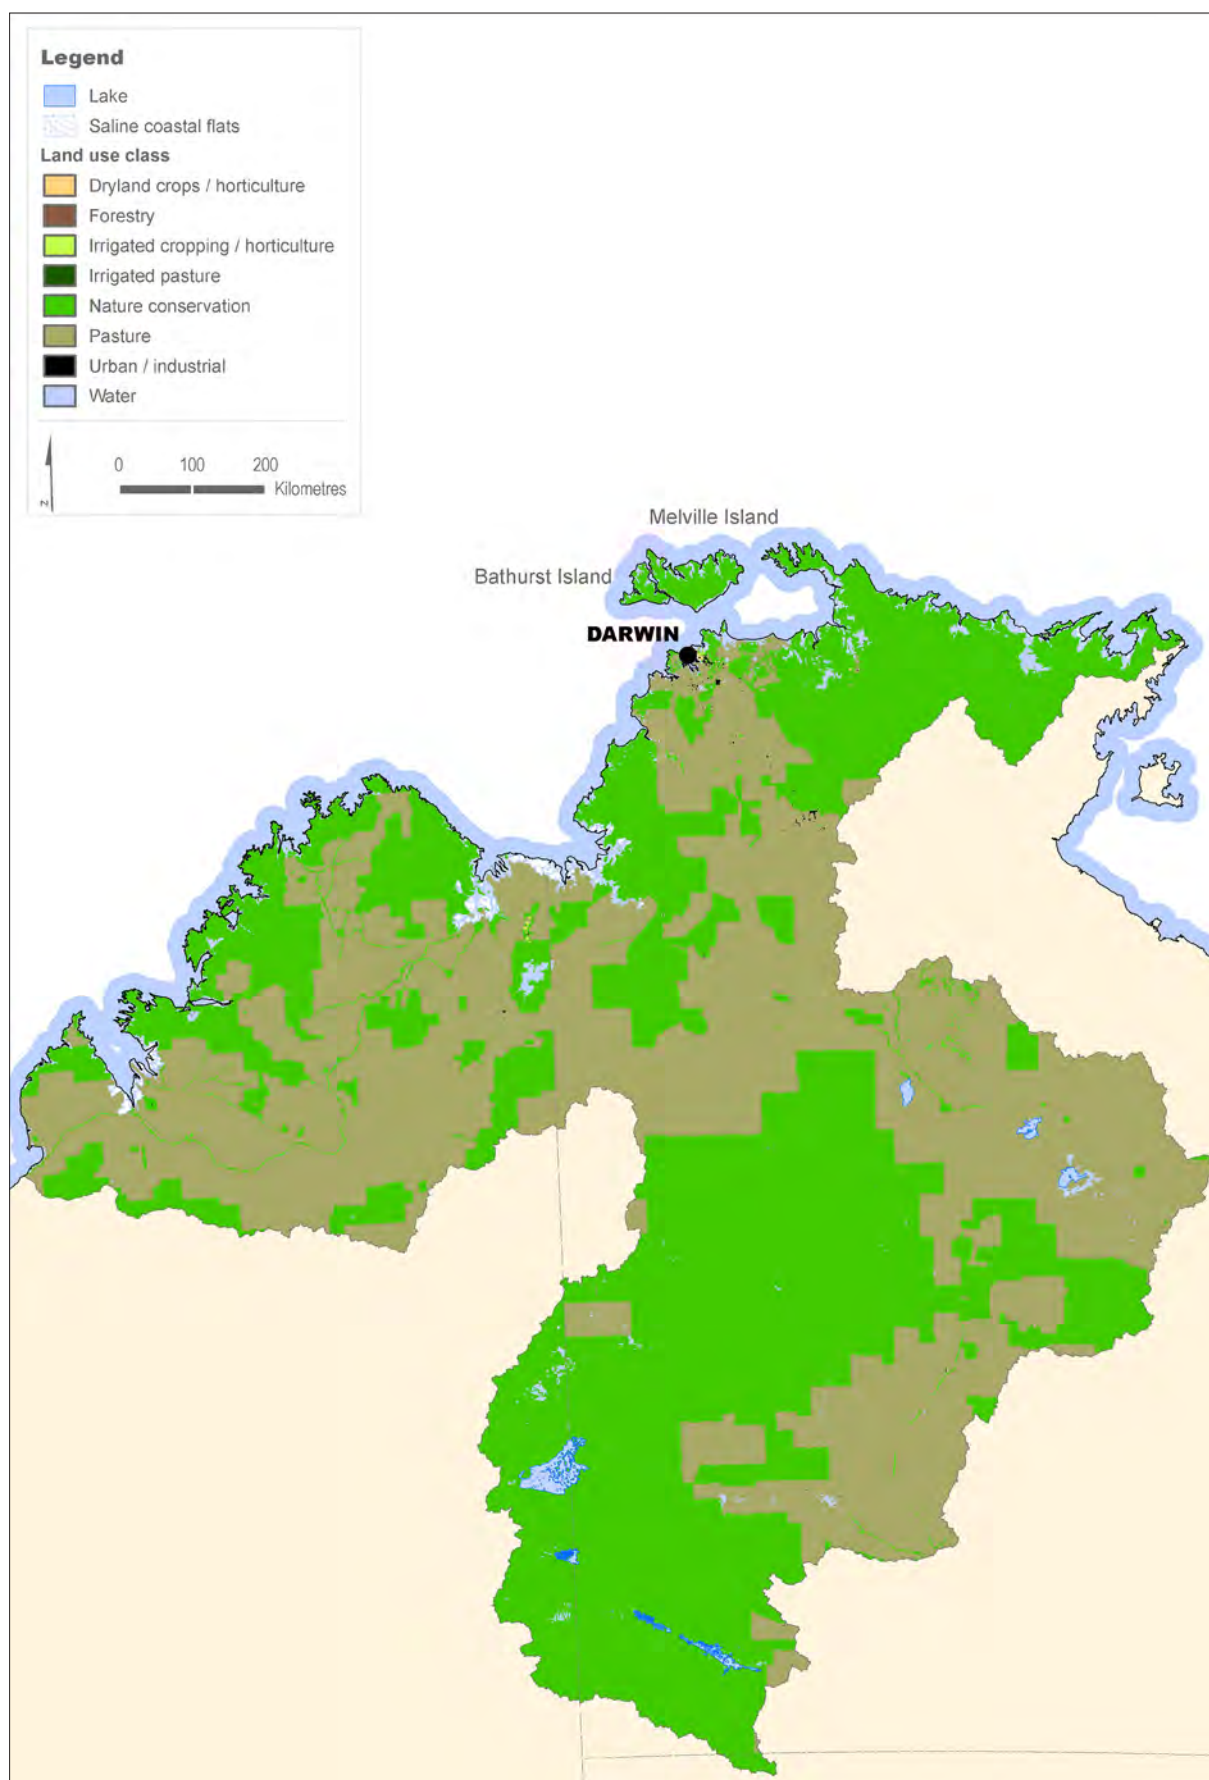 Legend
Lake
Saline coastal flats
Land use class
Dryland crops / horticulture
Forestry
Irrigated cropping / horticulture
Irrigated pasture
Nature conservation
Pasture
Urban / industrial
Water
0 100 200
Kilometres
N
Melville Island
Bathurst Island
DARWIN